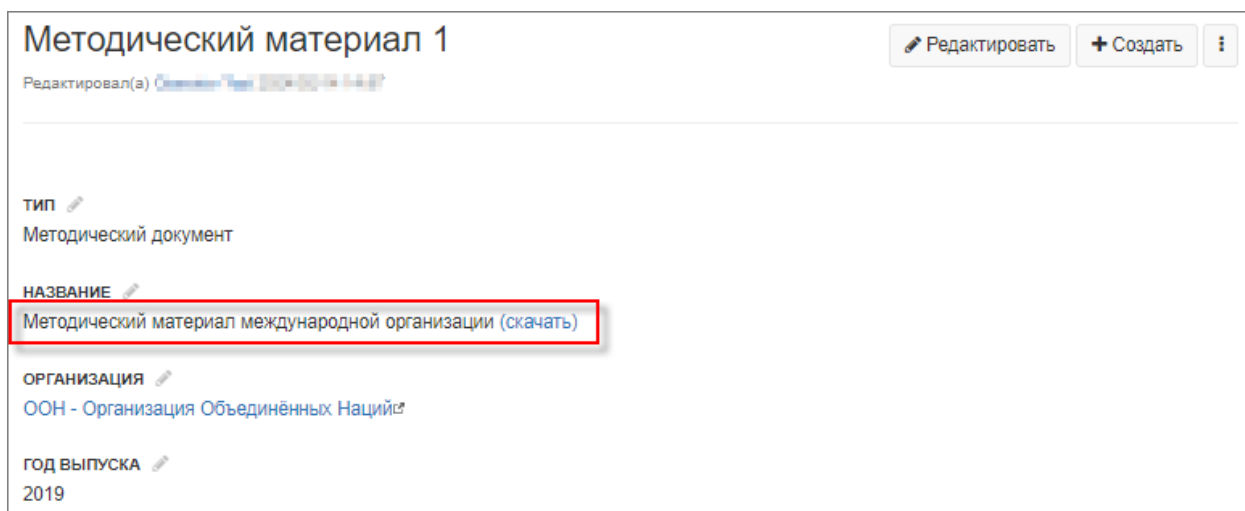 Методический материал 1
Редактировать
Создать
Редактировал(а)
ТИП
Методический документ
НАЗВАНИЕ
Методический материал международной организации (скачать)
ОРГАНИЗАЦИЯ
ООН - Организация Объединённых Наций
ГОД ВЫПУСКА
2019